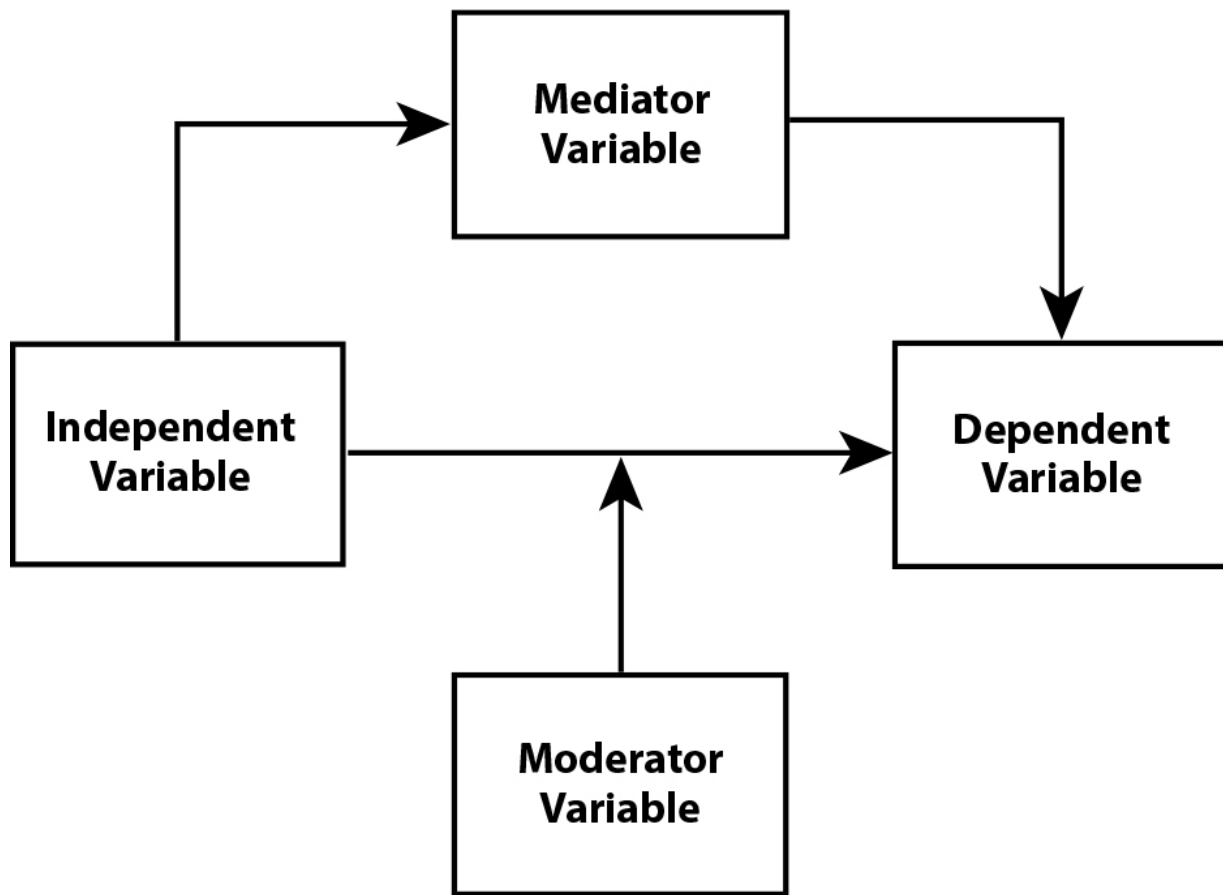 Mediator
Variable
Independent
Variable
Dependent
Variable
Moderator
Variable